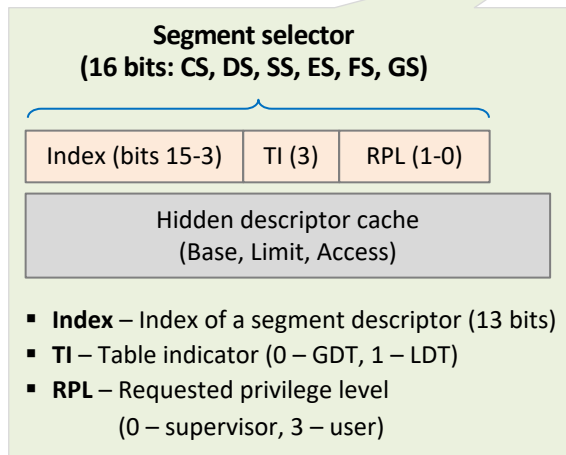 Segment selector
(16 bits: CS, DS, SS, ES, FS, GS)
Index (bits 15-3) TI (3) RPL (1-0)
Hidden descriptor cache
(Base, Limit, Access)
▪ Index – Index of a segment descriptor (13 bits)
▪ TI – Table indicator (0 – GDT, 1 – LDT)
▪ RPL – Requested privilege level
(0 – supervisor, 3 – user)